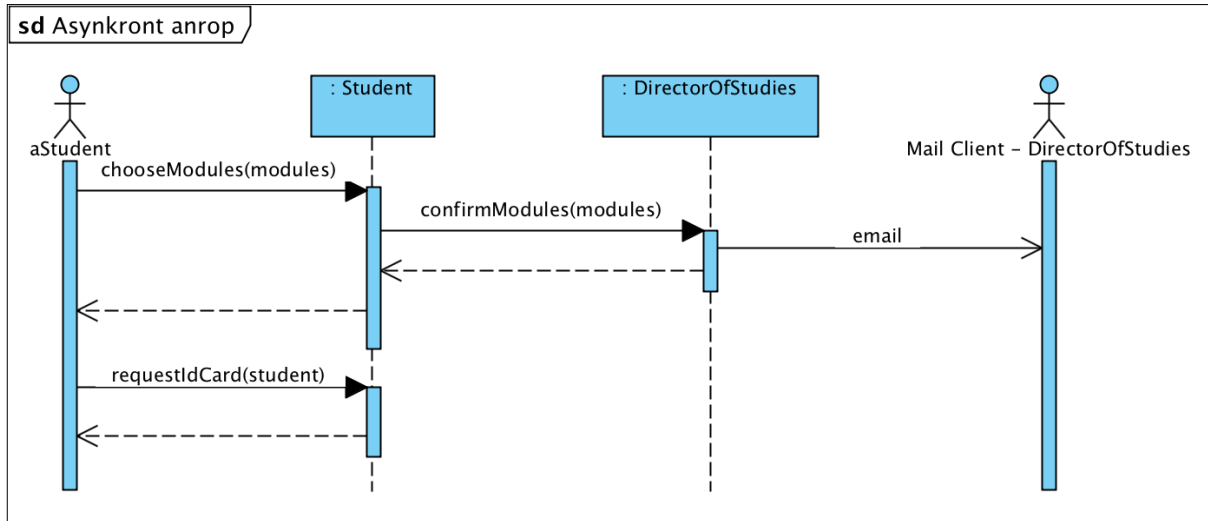 sd Asynkront anrop
: Student
: DirectorOfStudies
aStudent
Mail Client - DirectorOfStudies
chooseModules(modules)
confirmModules(modules)
email
requestIdCard(student)